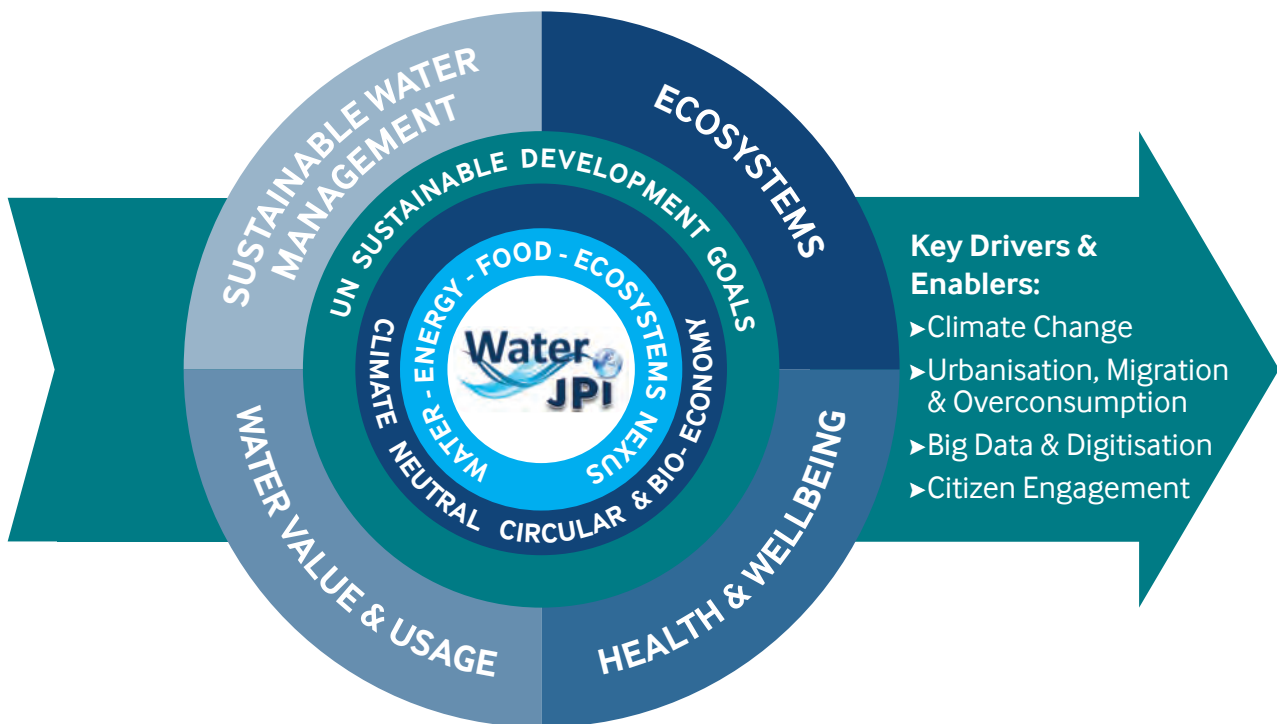 SUSTAINABLE WATER
MANAGEMENT
ECOSYSTEMS
UN SUSTAINABLE DEVELOPMENT GOALS
WATER - ENERGY - FOOD - ECOSYSTEMS NEXUS
CLIMATE NEUTRAL CIRCULAR & BIO-ECONOMY
Water
JPI
WATER VALUE & USAGE
HEALTH & WELLBEING
Key Drivers &
Enablers:
➤Climate Change
➤Urbanisation, Migration
& Overconsumption
➤Big Data & Digitisation
➤Citizen Engagement